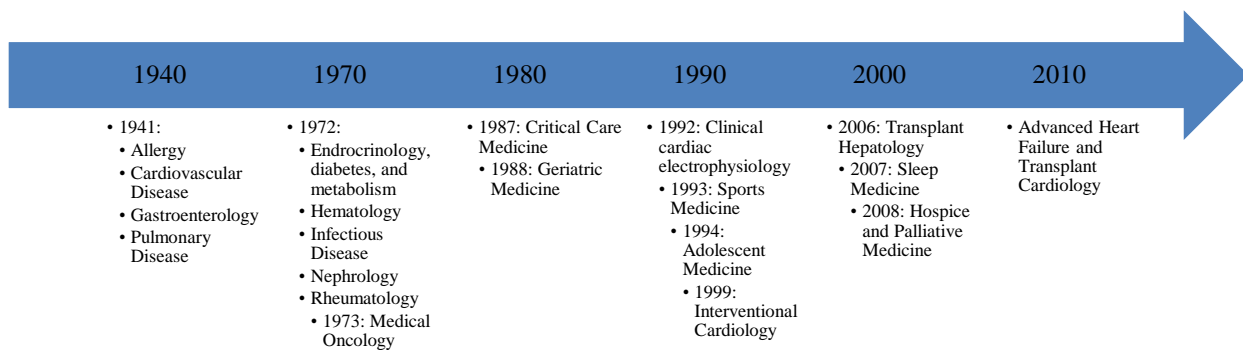 1940
1970
1980
1990
2000
2010
• 1941:
• Allergy
• Cardiovascular
Disease
• Gastroenterology
• Pulmonary
Disease
• 1972:
• Endrocrinology,
diabetes, and
metabolism
• Hematology
• Infectious
Disease
• Nephrology
• Rheumatology
• 1973: Medical
Oncology
• 1987: Critical Care
Medicine
• 1988: Geriatric
Medicine
• 1992: Clinical
cardiac
electrophysiology
• 1993: Sports
Medicine
• 1994:
Adolescent
Medicine
• 1999:
Interventional
Cardiology
• 2006: Transplant
Hepatology
• 2007: Sleep
Medicine
• 2008: Hospice
and Palliative
Medicine
• Advanced Heart
Failure and
Transplant
Cardiology